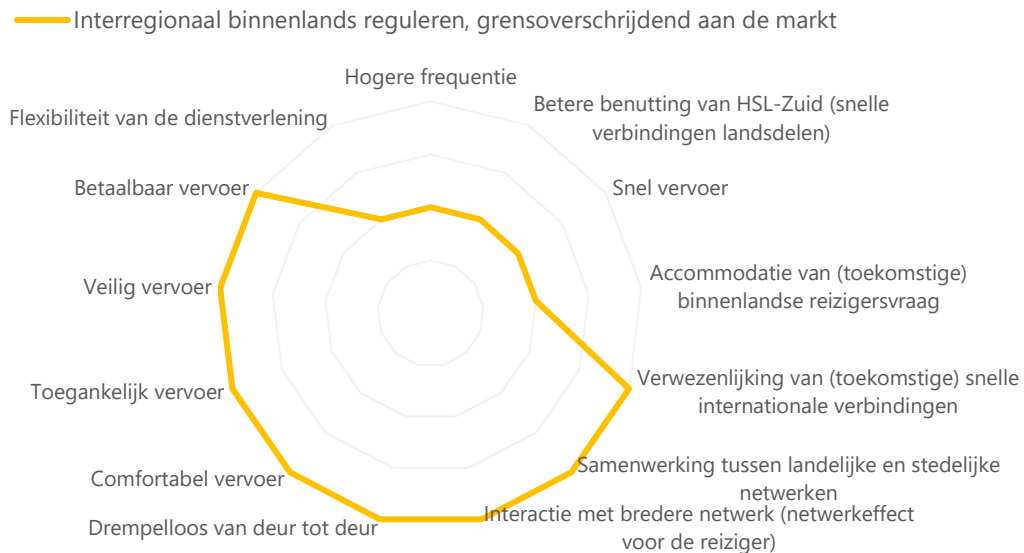 Interregionaal binnenlands reguleren, grensoverschrijdend aan de markt
Hogere frequentie
Betere benutting van HSL-Zuid (snelle
verbindingen landsdelen)
Snel vervoer
Accommodatie van (toekomstige)
binnenlandse reizigersvraag
Verwezenlijking van (toekomstige) snelle
internationale verbindingen
Samenwerking tussen landelijke en stedelijke
netwerken
Interactie met bredere netwerk (netwerkeffect
voor de reiziger)
Drempelloos van deur tot deur
Comfortabel vervoer
Toegankelijk vervoer
Veilig vervoer
Betaalbaar vervoer
Flexibiliteit van de dienstverlening